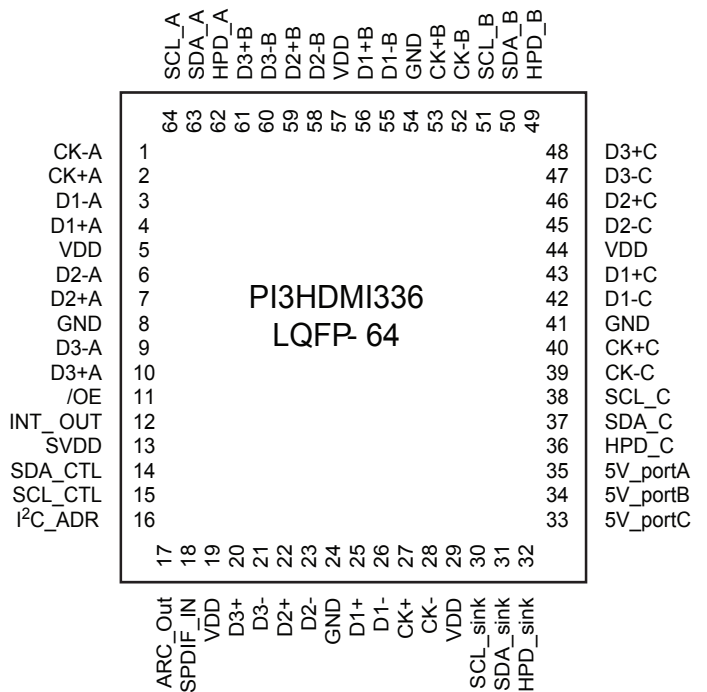 SCL_A
SDA_A
HPD_A
D3+B
D3-B
D2+B
D2-B
VDD
D1+B
D1-B
GND
CK+B
CK-B
SCL_B
SDA_B
HPD_B
64
63
62
61
60
59
58
57
56
55
54
53
52
51
50
49
CK-A 1
CK+A 2
D1-A 3
D1+A 4
VDD 5
D2-A 6
D2+A 7
GND 8
D3-A 9
D3+A 10
/OE 11
INT_ OUT 12
SVDD 13
SDA_CTL 14
SCL_CTL 15
I²C_ADR 16
PI3HDMI336
LQFP- 64
48 D3+C
47 D3-C
46 D2+C
45 D2-C
44 VDD
43 D1+C
42 D1-C
41 GND
40 CK+C
39 CK-C
38 SCL_C
37 SDA_C
36 HPD_C
35 5V_portA
34 5V_portB
33 5V_portC
17
18
19
20
21
22
23
24
25
26
27
28
29
30
31
32
ARC_Out
SPDIF_IN
VDD
D3+
D3-
D2+
D2-
GND
D1+
D1-
CK+
CK-
VDD
SCL_sink
SDA_sink
HPD_sink